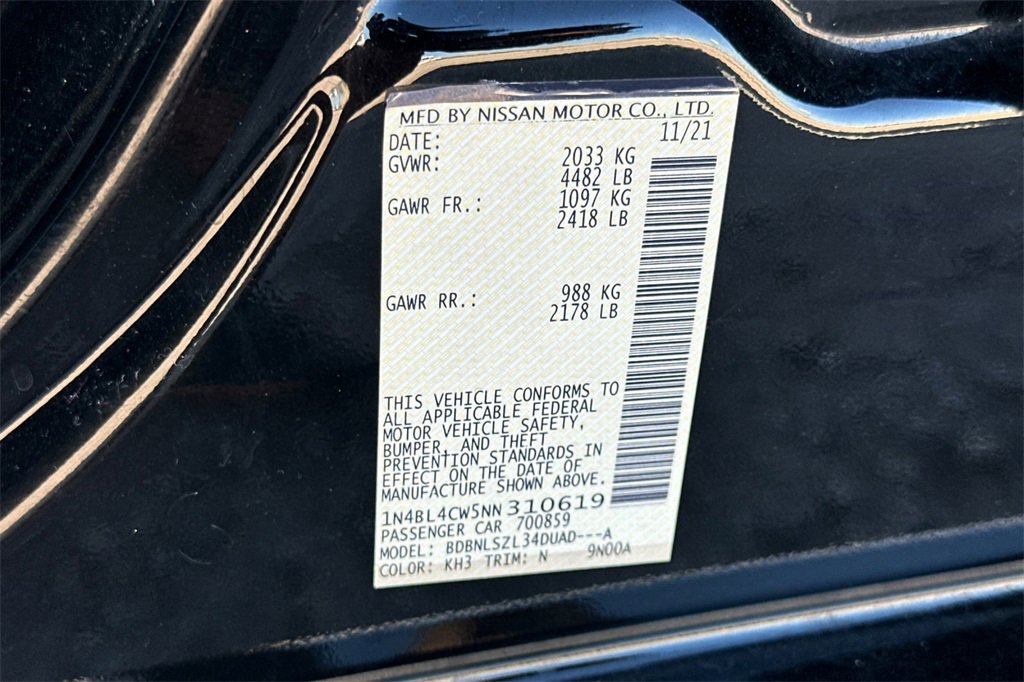 MFD BY NISSAN MOTOR CO., LTD.
DATE: 11/21
GVWR: 2033 KG
4482 LB
GAWR FR.: 1097 KG
2418 LB
GAWR RR.: 988 KG
2178 LB
THIS VEHICLE CONFORMS TO
ALL APPLICABLE FEDERAL
MOTOR VEHICLE SAFETY,
BUMPER, AND THEFT
PREVENTION STANDARDS IN
EFFECT ON THE DATE OF
MANUFACTURE SHOWN ABOVE.
1N4BL4CW5NN310619
PASSENGER CAR 700859
MODEL: BDBNLSZL34DUAD---A
COLOR: KH3 TRIM: N 9N00A